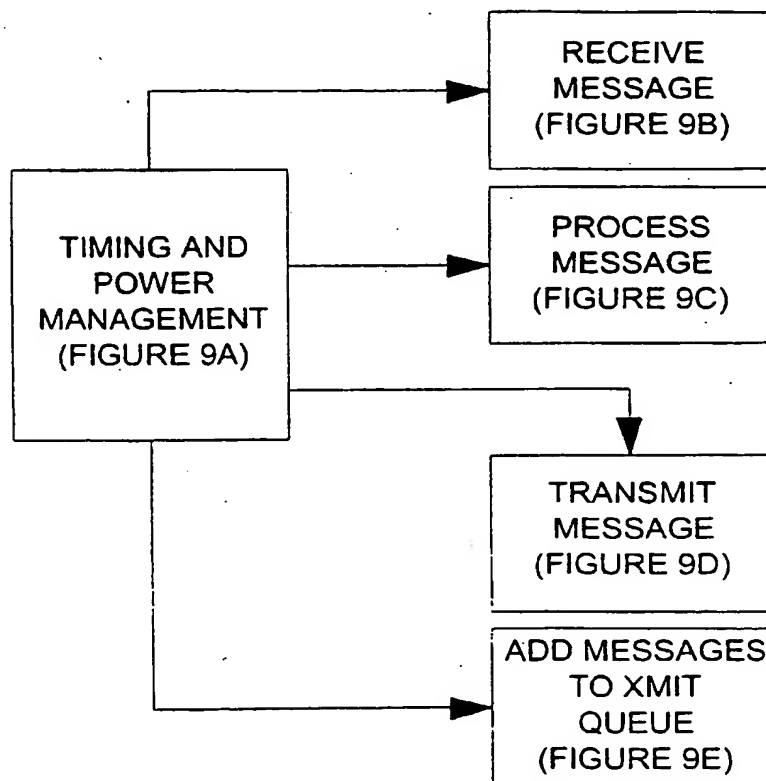 RECEIVE
MESSAGE
(FIGURE 9B)
TIMING AND
POWER
MANAGEMENT
(FIGURE 9A)
PROCESS
MESSAGE
(FIGURE 9C)
TRANSMIT
MESSAGE
(FIGURE 9D)
ADD MESSAGES
TO XMIT
QUEUE
(FIGURE 9E)